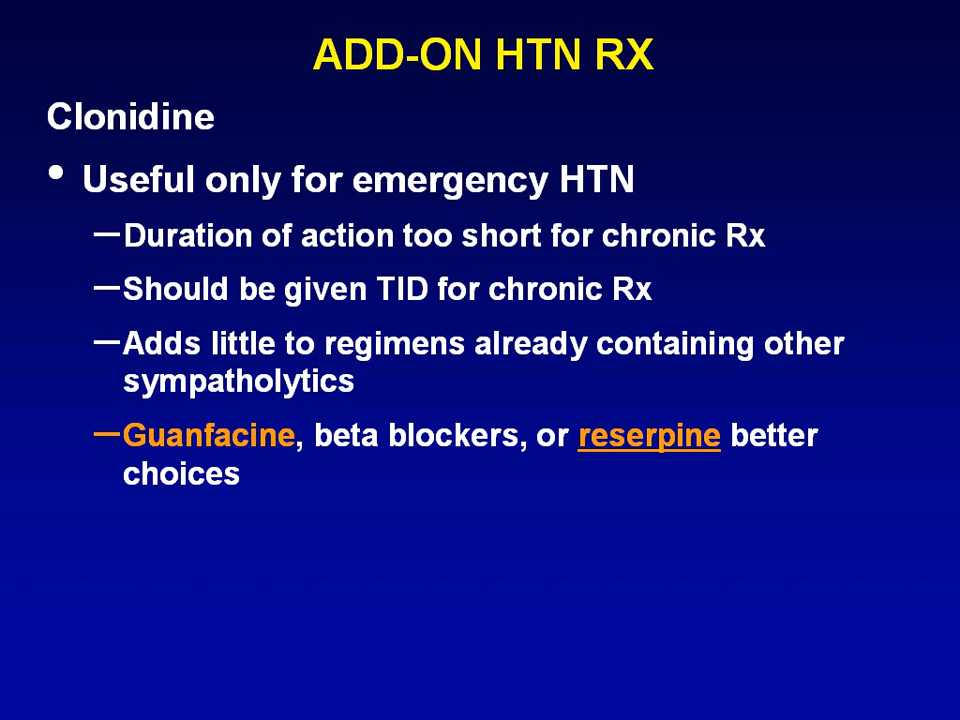 ADD-ON HTN RX
Clonidine
• Useful only for emergency HTN
–Duration of action too short for chronic Rx
–Should be given TID for chronic Rx
–Adds little to regimens already containing other
sympatholytics
–Guanfacine, beta blockers, or reserpine better
choices